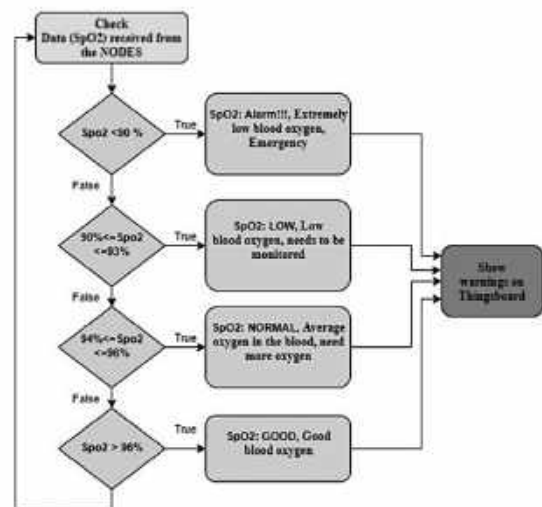 Check
Data (SpO2) received from
the NODES
Spo2 <90 %
True
SpO2: Alarm!!!, Extremely
low blood oxygen,
Emergency
False
90%<=Spo2
<=93%
True
SpO2: LOW, Low
blood oxygen, needs to be
monitored
Show
warnings on
Thingsboard
False
94%<=Spo2
<=96%
True
SpO2: NORMAL, Average
oxygen in the blood, need
more oxygen
False
Spo2 > 96%
True
SpO2: GOOD, Good
blood oxygen